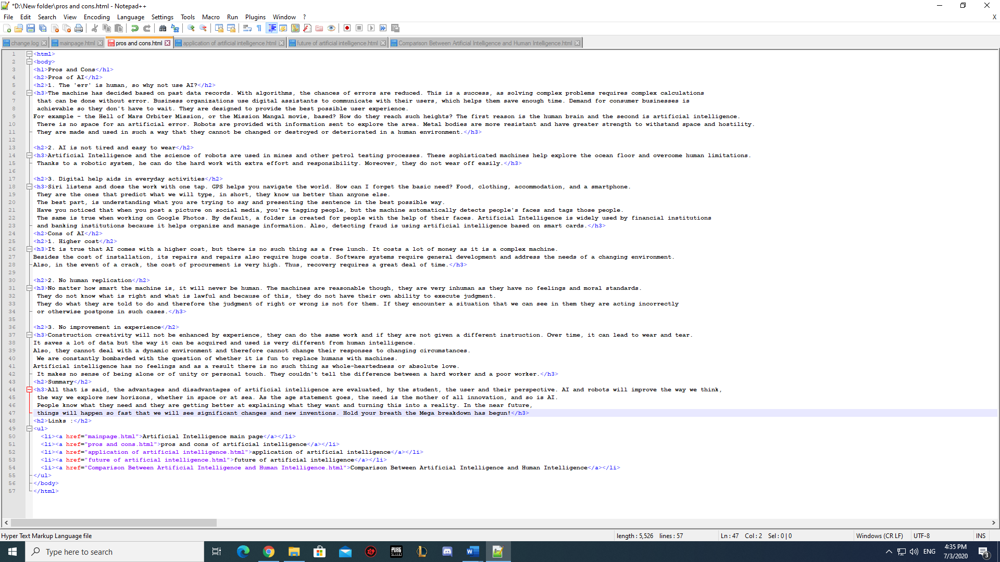 *D:\New folder\pros and cons.html - Notepad++
File Edit Search View Encoding Language Settings Tools Macro Run Plugins Window ? X
change.log mainpage.html pros and cons.html application of artificial intelligence.html future of artificial intelligence.html Comparison Between Artificial Intelligence and Human Intelligence.html
1 <html>
2 <body>
3 <h1>Pros and Cons</h1>
4 <h2>Pros of AI</h2>
5 <h2>1. The 'err' is human, so why not use AI?</h2>
6 <h3>The machine has decided based on past data records. With algorithms, the chances of errors are reduced. This is a success, as solving complex problems requires complex calculations
7 that can be done without error. Business organizations use digital assistants to communicate with their users, which helps them save enough time. Demand for consumer businesses is
8 achievable so they don't have to wait. They are designed to provide the best possible user experience.
9 For example - the Hell of Mars Orbiter Mission, or the Mission Mangal movie, based? How do they reach such heights? The first reason is the human brain and the second is artificial intelligence.
10 There is no space for an artificial error. Robots are provided with information sent to explore the area. Metal bodies are more resistant and have greater strength to withstand space and hostility.
11 They are made and used in such a way that they cannot be changed or destroyed or deteriorated in a human environment.</h3>
12
13 <h2>2. AI is not tired and easy to wear</h2>
14 <h3>Artificial Intelligence and the science of robots are used in mines and other petrol testing processes. These sophisticated machines help explore the ocean floor and overcome human limitations.
15 Thanks to a robotic system, he can do the hard work with extra effort and responsibility. Moreover, they do not wear off easily.</h3>
16
17 <h2>3. Digital help aids in everyday activities</h2>
18 <h3>Siri listens and does the work with one tap. GPS helps you navigate the world. How can I forget the basic need? Food, clothing, accommodation, and a smartphone.
19 They are the ones that predict what we will type, in short, they know us better than anyone else.
20 The best part, is understanding what you are trying to say and presenting the sentence in the best possible way.
21 Have you noticed that when you post a picture on social media, you're tagging people, but the machine automatically detects people's faces and tags those people.
22 The same is true when working on Google Photos. By default, a folder is created for people with the help of their faces. Artificial Intelligence is widely used by financial institutions
23 and banking institutions because it helps organize and manage information. Also, detecting fraud is using artificial intelligence based on smart cards.</h3>
24 <h2>Cons of AI</h2>
25 <h2>1. Higher cost</h2>
26 <h3>It is true that AI comes with a higher cost, but there is no such thing as a free lunch. It costs a lot of money as it is a complex machine.
27 Besides the cost of installation, its repairs and repairs also require huge costs. Software systems require general development and address the needs of a changing environment.
28 Also, in the event of a crack, the cost of procurement is very high. Thus, recovery requires a great deal of time.</h3>
29
30 <h2>2. No human replication</h2>
31 <h3>No matter how smart the machine is, it will never be human. The machines are reasonable though, they are very inhuman as they have no feelings and moral standards.
32 They do not know what is right and what is lawful and because of this, they do not have their own ability to execute judgment.
33 They do what they are told to do and therefore the judgment of right or wrong is not for them. If they encounter a situation that we can see in them they are acting incorrectly
34 or otherwise postpone in such cases.</h3>
35
36 <h2>3. No improvement in experience</h2>
37 <h3>Construction creativity will not be enhanced by experience, they can do the same work and if they are not given a different instruction. Over time, it can lead to wear and tear.
38 It saves a lot of data but the way it can be acquired and used is very different from human intelligence.
39 Also, they cannot deal with a dynamic environment and therefore cannot change their responses to changing circumstances.
40 We are constantly bombarded with the question of whether it is fun to replace humans with machines.
41 Artificial intelligence has no feelings and as a result there is no such thing as whole-heartedness or absolute love.
42 It makes no sense of being alone or of unity or personal touch. They couldn't tell the difference between a hard worker and a poor worker.</h3>
43 <h2>Summary</h2>
44 <h3>All that is said, the advantages and disadvantages of artificial intelligence are evaluated, by the student, the user and their perspective. AI and robots will improve the way we think,
45 the way we explore new horizons, whether in space or at sea. As the age statement goes, the need is the mother of all innovation, and so is AI.
46 People know what they need and they are getting better at explaining what they want and turning this into a reality. In the near future,
47 things will happen so fast that we will see significant changes and new inventions. Hold your breath the Mega breakdown has begun!</h3>
48 <h2>Links :</h2>
49 <ul>
50 <li><a href="mainpage.html">Artificial Intelligence main page</a></li>
51 <li><a href="pros and cons.html">pros and cons of artificial intelligence</a></li>
52 <li><a href="application of artificial intelligence.html">application of artificial intelligence</a></li>
53 <li><a href="future of artificial intelligence.html">future of artificial intelligence</a></li>
54 <li><a href="Comparison Between Artificial Intelligence and Human Intelligence.html">Comparison Between Artificial Intelligence and Human Intelligence</a></li>
55 </ul>
56 </body>
57 </html>
Hyper Text Markup Language file length : 5,526 lines : 57 Ln : 47 Col : 2 Sel : 0 | 0 Windows (CR LF) UTF-8 INS
Type here to search PUBG ENG 4:35 PM
7/3/2020 3